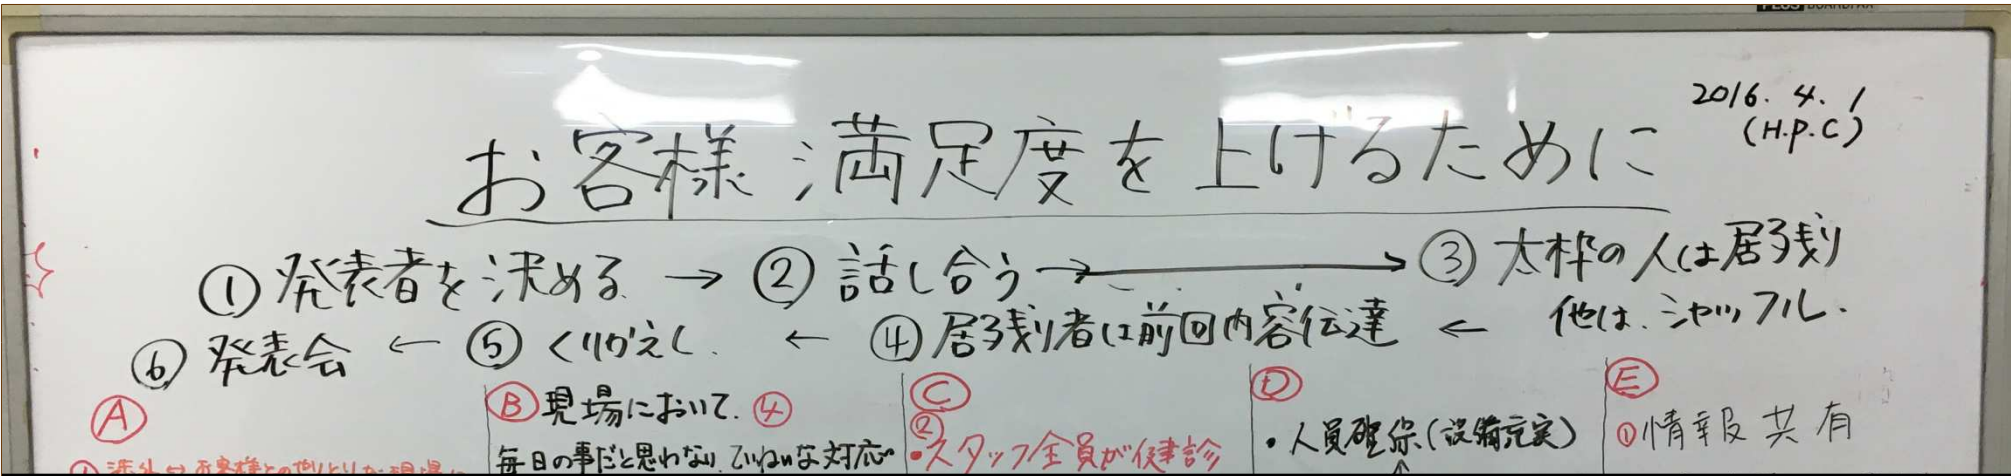 PLUS BOARDFAX
2016. 4. 1
(H.P.C)
お客様満足度を上げるために
① 発表者を決める → ② 話し合う → ③ 太枠の人は居残り
他は、シャッフル.
⑥ 発表会 ← ⑤ くりかえし. ← ④ 居残り者は前回内容伝達 ←
Ⓐ
Ⓑ 現場において. ④
毎日の事だと思わない ていねいな対応
Ⓒ
②
・スタッフ全員が健診
Ⓓ
・人員確保(設備充実)
Ⓔ
①情報共有